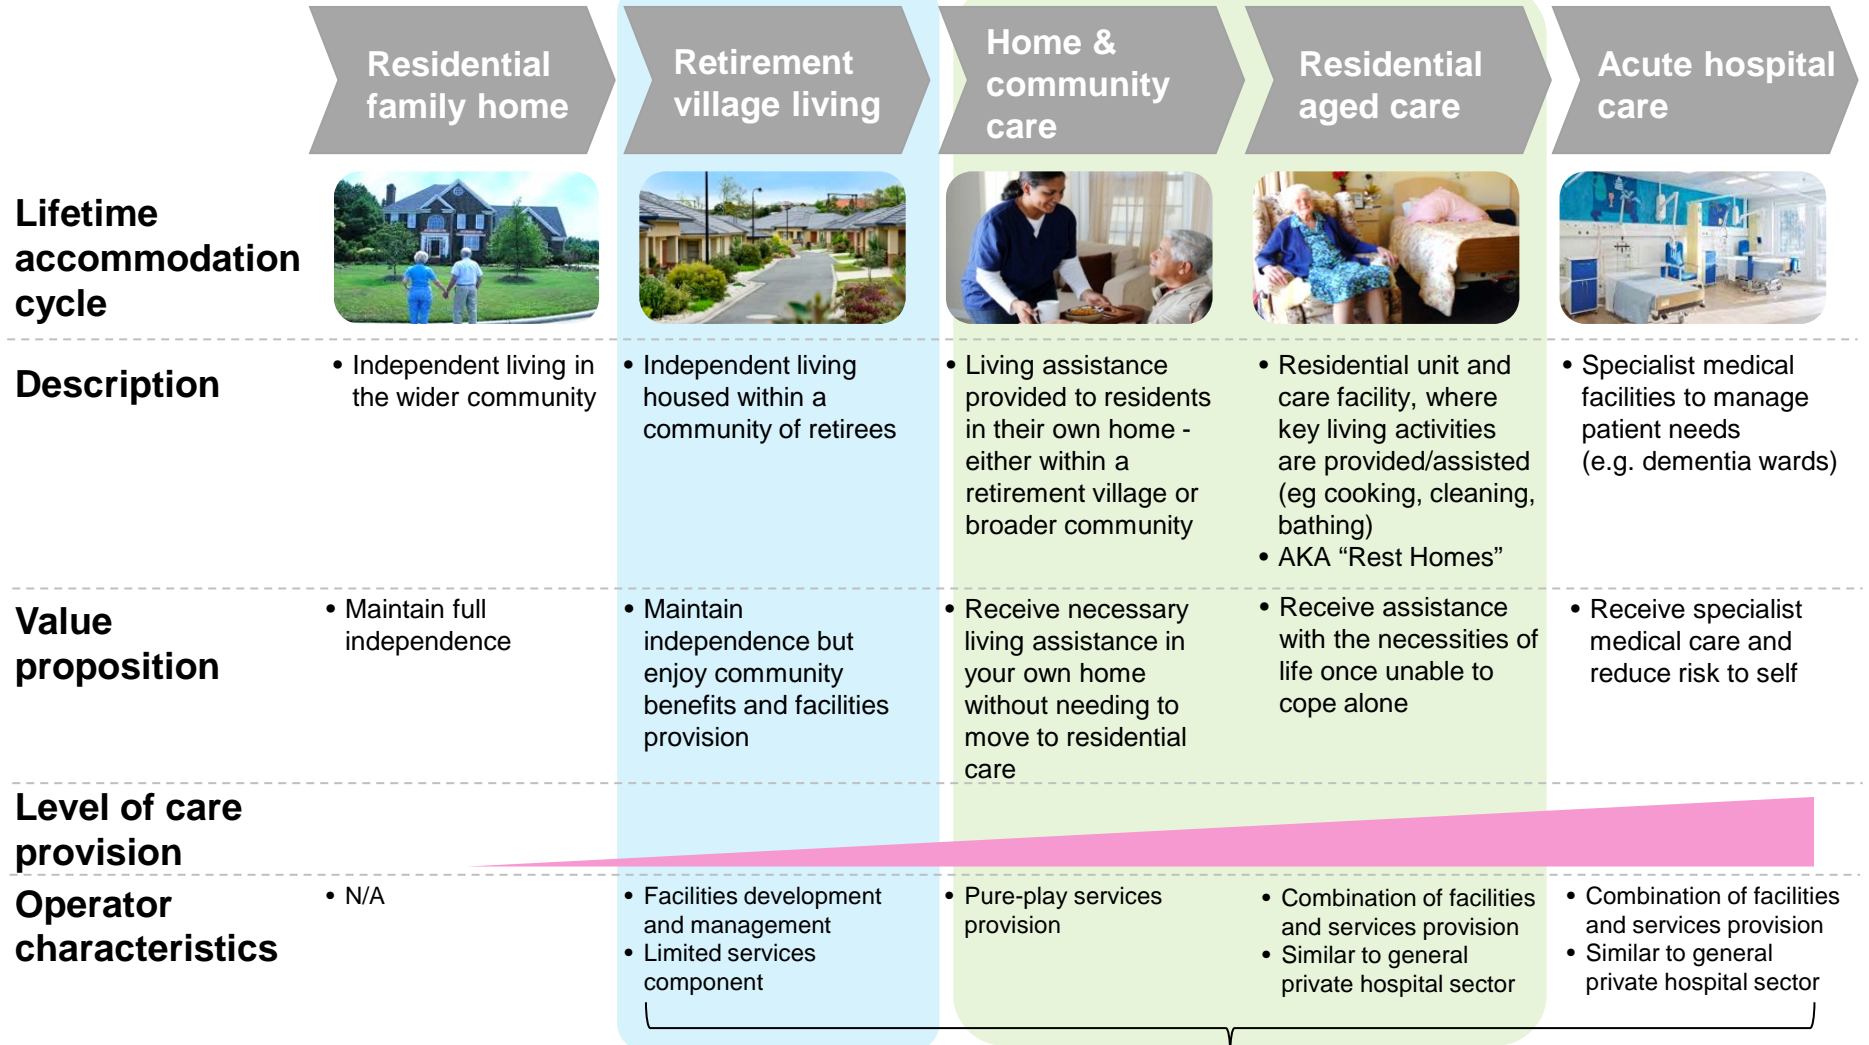 Residential
family home
Retirement
village living
Home &
community
care
Residential
aged care
Acute hospital
care
Lifetime
accommodation
cycle
Description
• Independent living in
the wider community
• Independent living
housed within a
community of retirees
• Living assistance
provided to residents
in their own home -
either within a
retirement village or
broader community
• Residential unit and
care facility, where
key living activities
are provided/assisted
(eg cooking, cleaning,
bathing)
• AKA “Rest Homes”
• Specialist medical
facilities to manage
patient needs
(e.g. dementia wards)
Value
proposition
• Maintain full
independence
• Maintain
independence but
enjoy community
benefits and facilities
provision
• Receive necessary
living assistance in
your own home
without needing to
move to residential
care
• Receive assistance
with the necessities of
life once unable to
cope alone
• Receive specialist
medical care and
reduce risk to self
Level of care
provision
Operator
characteristics
• N/A
• Facilities development
and management
• Limited services
component
• Pure-play services
provision
• Combination of facilities
and services provision
• Similar to general
private hospital sector
• Combination of facilities
and services provision
• Similar to general
private hospital sector